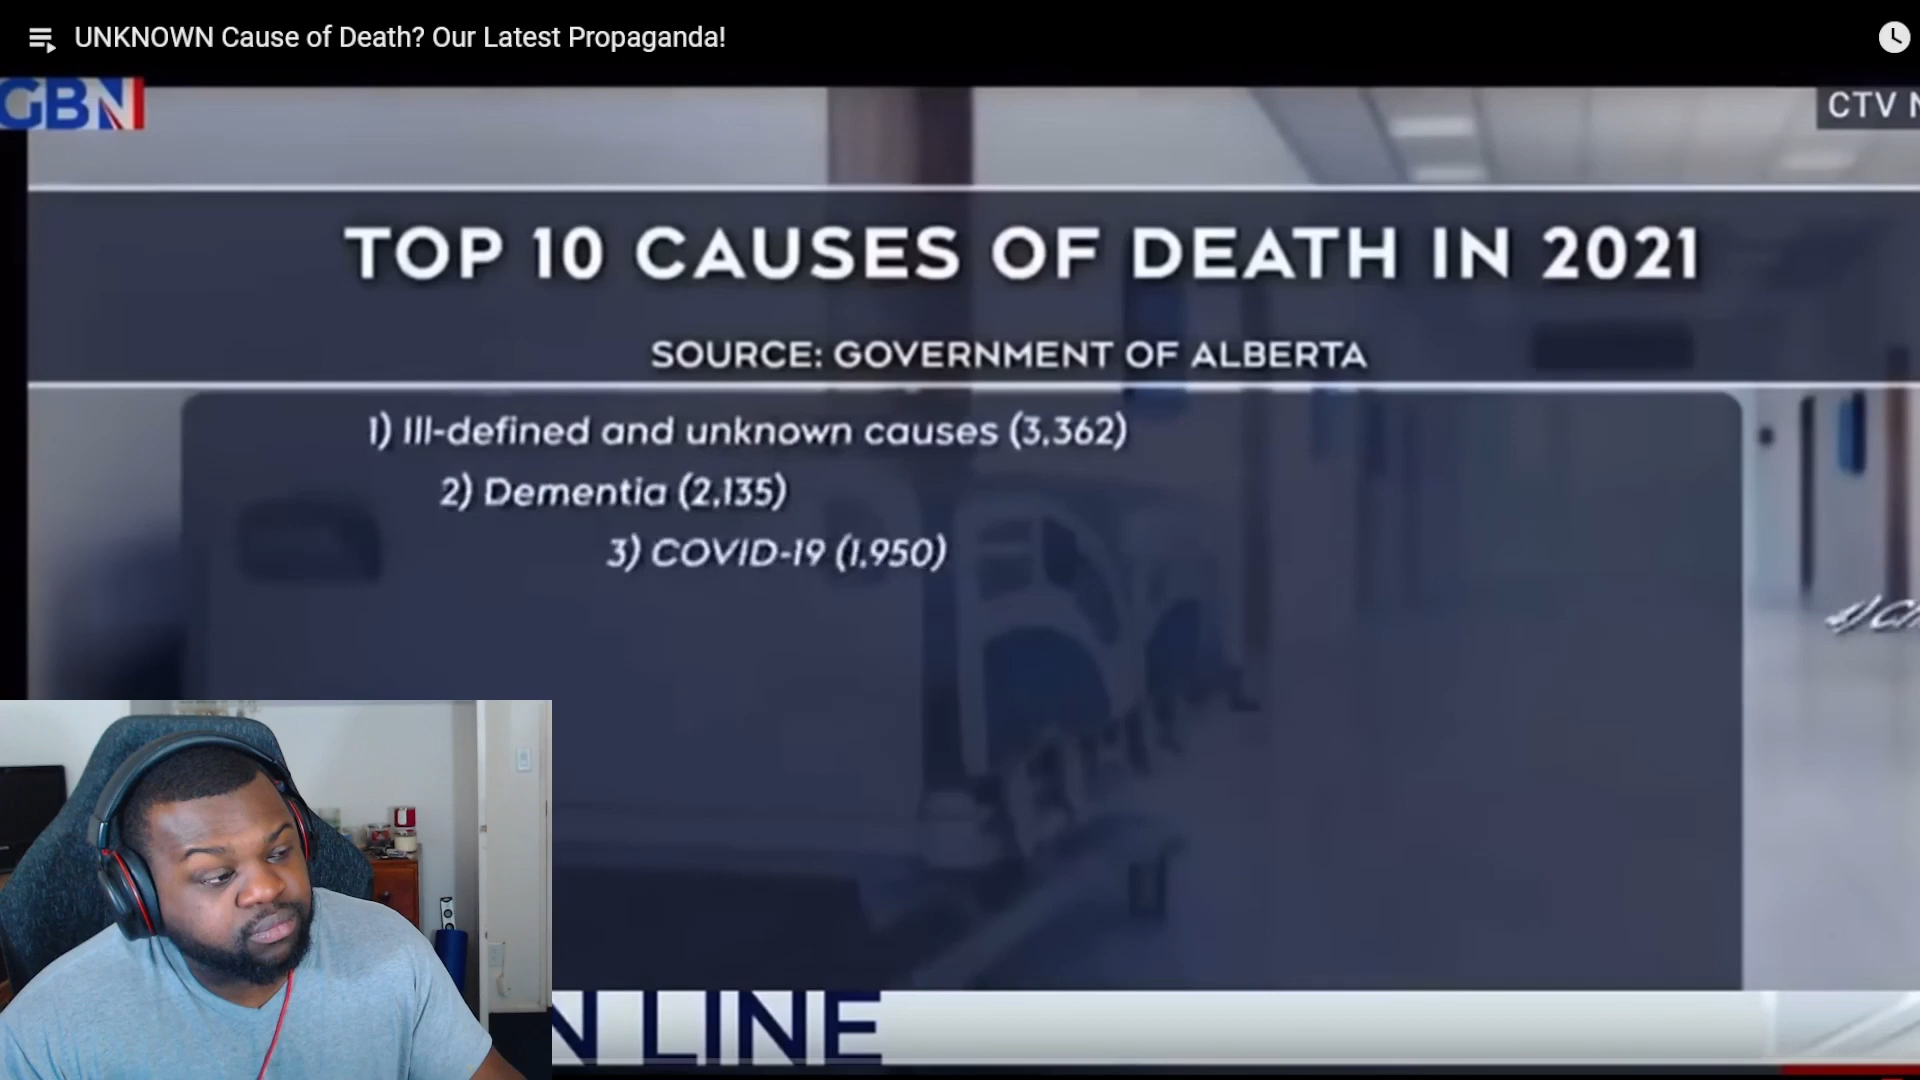 UNKNOWN Cause of Death? Our Latest Propaganda!
GBN
CTV
TOP 10 CAUSES OF DEATH IN 2021
SOURCE: GOVERNMENT OF ALBERTA
1) Ill-defined and unknown causes (3,362)
2) Dementia (2,135)
3) COVID-19 (1,950)
LINE